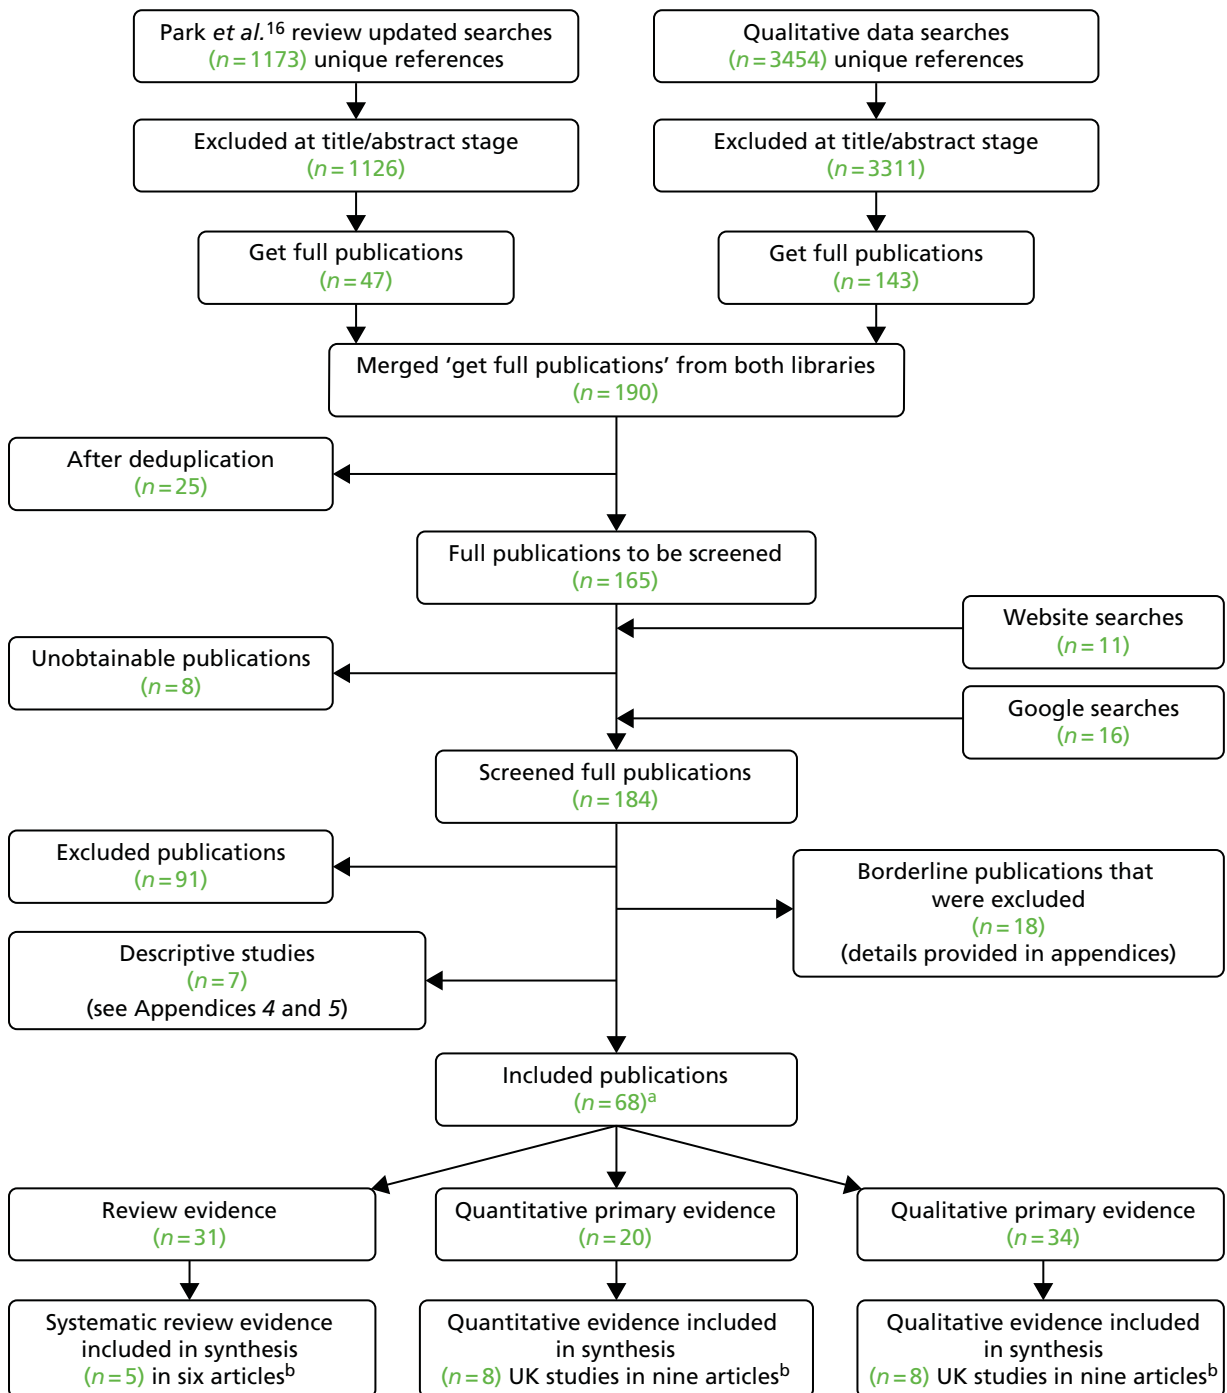 Park et al.16 review updated searches
(n=1173) unique references
Qualitative data searches
(n=3454) unique references
Excluded at title/abstract stage
(n=1126)
Excluded at title/abstract stage
(n=3311)
Get full publications
(n=47)
Get full publications
(n=143)
Merged ‘get full publications’ from both libraries
(n=190)
After deduplication
(n=25)
Full publications to be screened
(n=165)
Website searches
(n=11)
Unobtainable publications
(n=8)
Google searches
(n=16)
Screened full publications
(n=184)
Excluded publications
(n=91)
Borderline publications that
were excluded
(n=18)
(details provided in appendices)
Descriptive studies
(n=7)
(see Appendices 4 and 5)
Included publications
(n=68)a
Review evidence
(n=31)
Quantitative primary evidence
(n=20)
Qualitative primary evidence
(n=34)
Systematic review evidence
included in synthesis
(n=5) in six articlesb
Quantitative evidence included
in synthesis
(n=8) UK studies in nine articlesb
Qualitative evidence included
in synthesis
(n=8) UK studies in nine articlesb